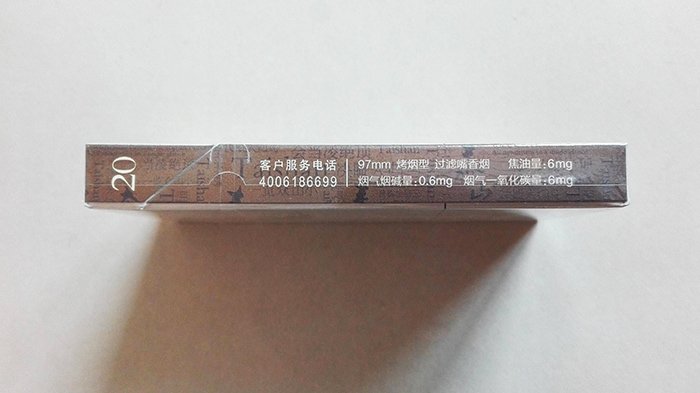 20
客户服务电话
4006186699
97mm 烤烟型 过滤嘴香烟 焦油量:6mg
烟气烟碱量:0.6mg 烟气一氧化碳量:6mg